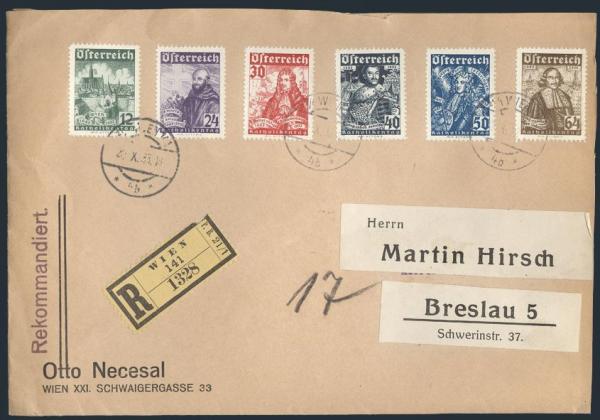 Österreich
12
Katholikentag
Österreich
24
Katholikentag
Österreich
30
Katholikentag
Österreich
40
Katholikentag
Österreich
50
Katholikentag
Österreich
64
Katholikentag
4b
Rekommandiert.
R
WIEN
141
1328
Herrn
Martin Hirsch
Breslau 5
Schwerinstr. 37.
17
Otto Necesal
WIEN XXI. SCHWAIGERGASSE 33